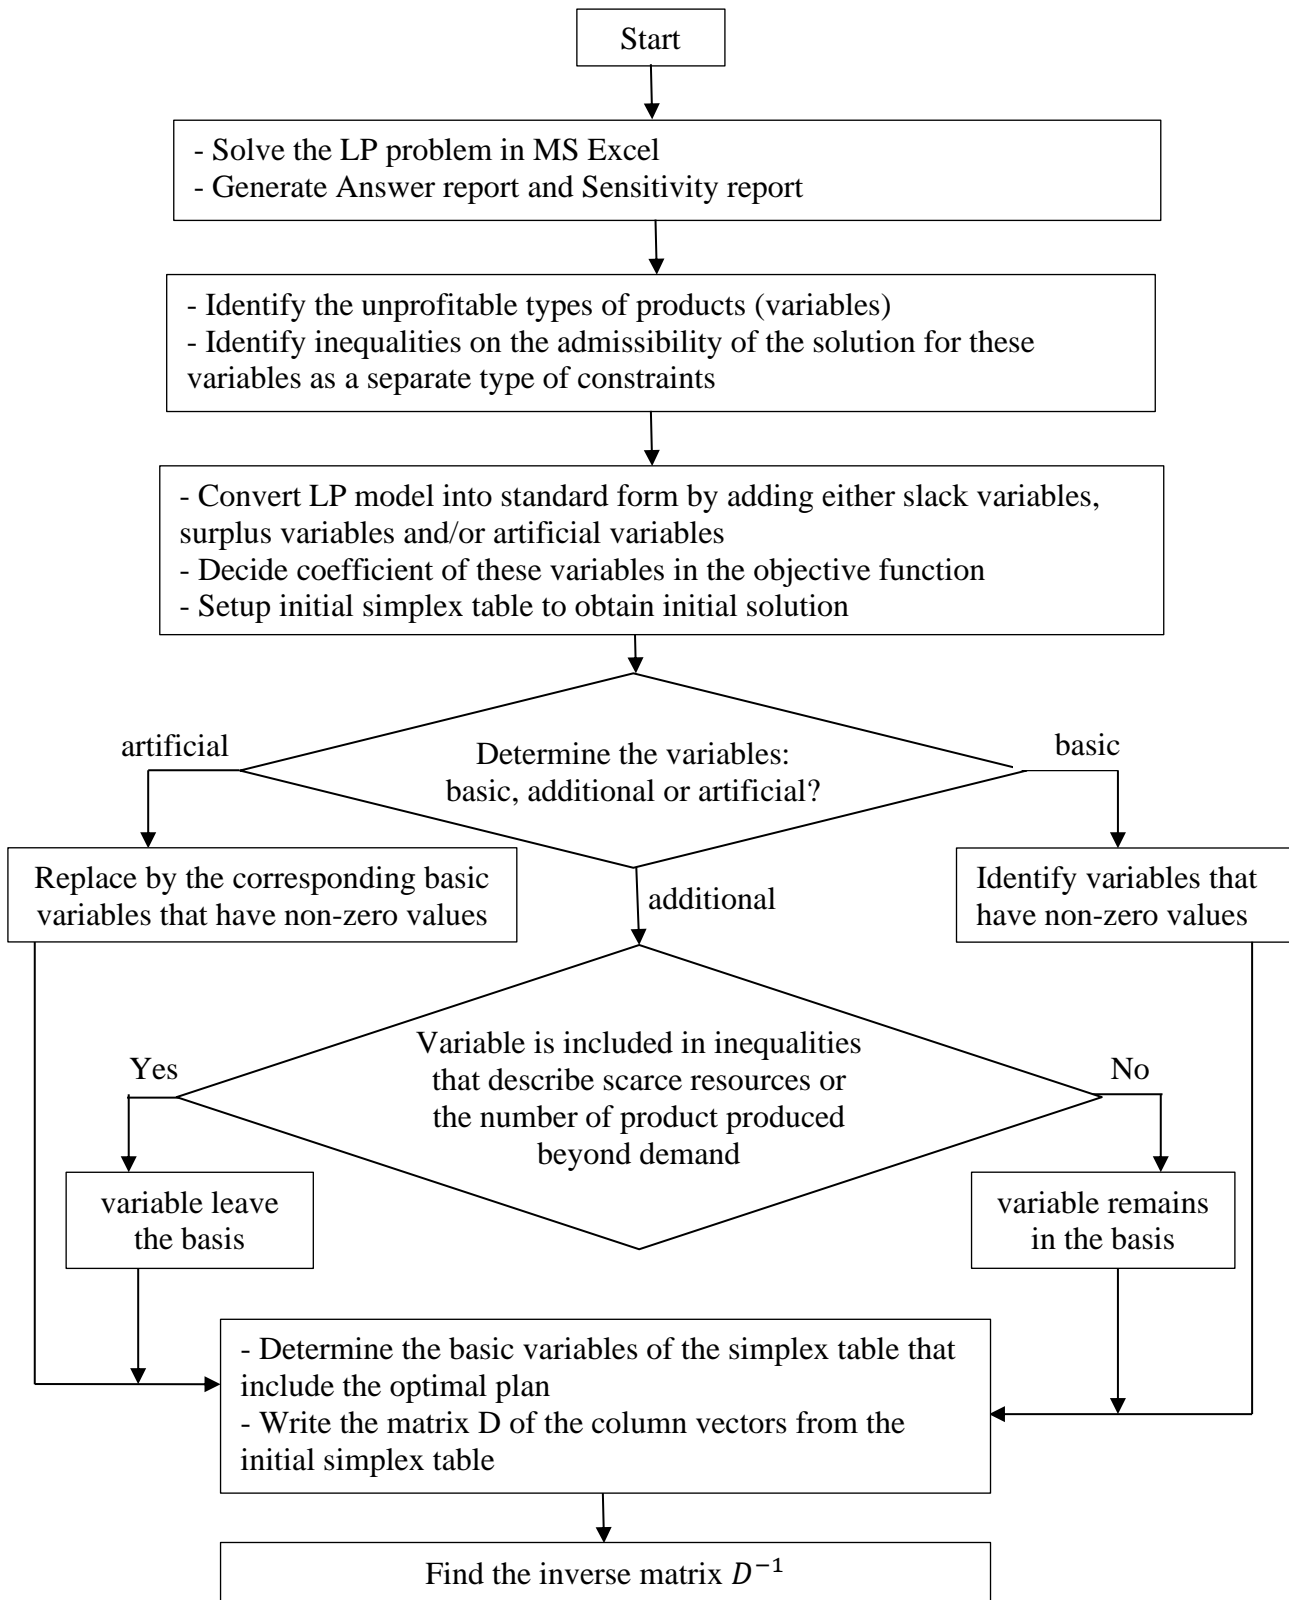 Start
- Solve the LP problem in MS Excel
- Generate Answer report and Sensitivity report
- Identify the unprofitable types of products (variables)
- Identify inequalities on the admissibility of the solution for these
variables as a separate type of constraints
- Convert LP model into standard form by adding either slack variables,
surplus variables and/or artificial variables
- Decide coefficient of these variables in the objective function
- Setup initial simplex table to obtain initial solution
artificial
Determine the variables:
basic, additional or artificial?
basic
Replace by the corresponding basic
variables that have non-zero values
additional
Identify variables that
have non-zero values
Yes
Variable is included in inequalities
that describe scarce resources or
the number of product produced
beyond demand
No
variable leave
the basis
variable remains
in the basis
- Determine the basic variables of the simplex table that
include the optimal plan
- Write the matrix D of the column vectors from the
initial simplex table
Find the inverse matrix 𝐷⁻¹